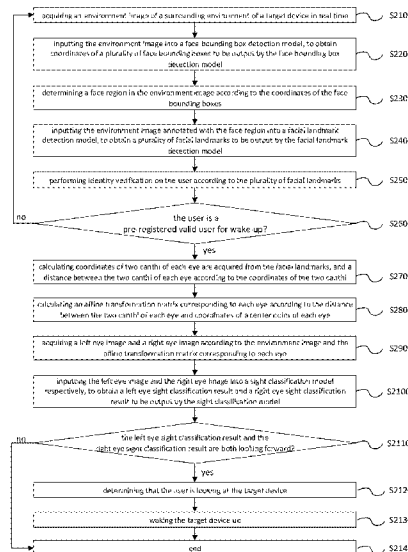 acquiring an environment image of a surrounding environment of a target device in real time
S210
inputting the environment image into a face bounding box detection model, to obtain
coordinates of a plurality of face bounding boxes to be output by the face bounding box
detection model
S220
determining a face region in the environment image according to the coordinates of the face
bounding boxes
S230
inputting the environment image annotated with the face region into a facial landmark
detection model, to obtain a plurality of facial landmarks to be output by the facial landmark
detection model
S240
performing identity verification on the user according to the plurality of facial landmarks
S250
no
the user is a
pre-registered valid user for wake-up?
S260
yes
calculating coordinates of two canthi of each eye are acquired from the facial landmarks, and a
distance between the two canthi of each eye according to the coordinates of the two canthi
S270
calculating an affine transformation matrix corresponding to each eye according to the distance
between the two canthi of each eye and coordinates of a center point of each eye
S280
acquiring a left eye image and a right eye image according to the environment image and the
affine transformation matrix corresponding to each eye
S290
inputting the left eye image and the right eye image into a sight classification model
respectively, to obtain a left eye sight classification result and a right eye sight classification
result to be output by the sight classification model
S2100
no
the left eye sight classification result and the
right eye sight classification result are both looking forward?
S2110
yes
determining that the user is looking at the target device
S212
waking the target device up
S213
end
S214